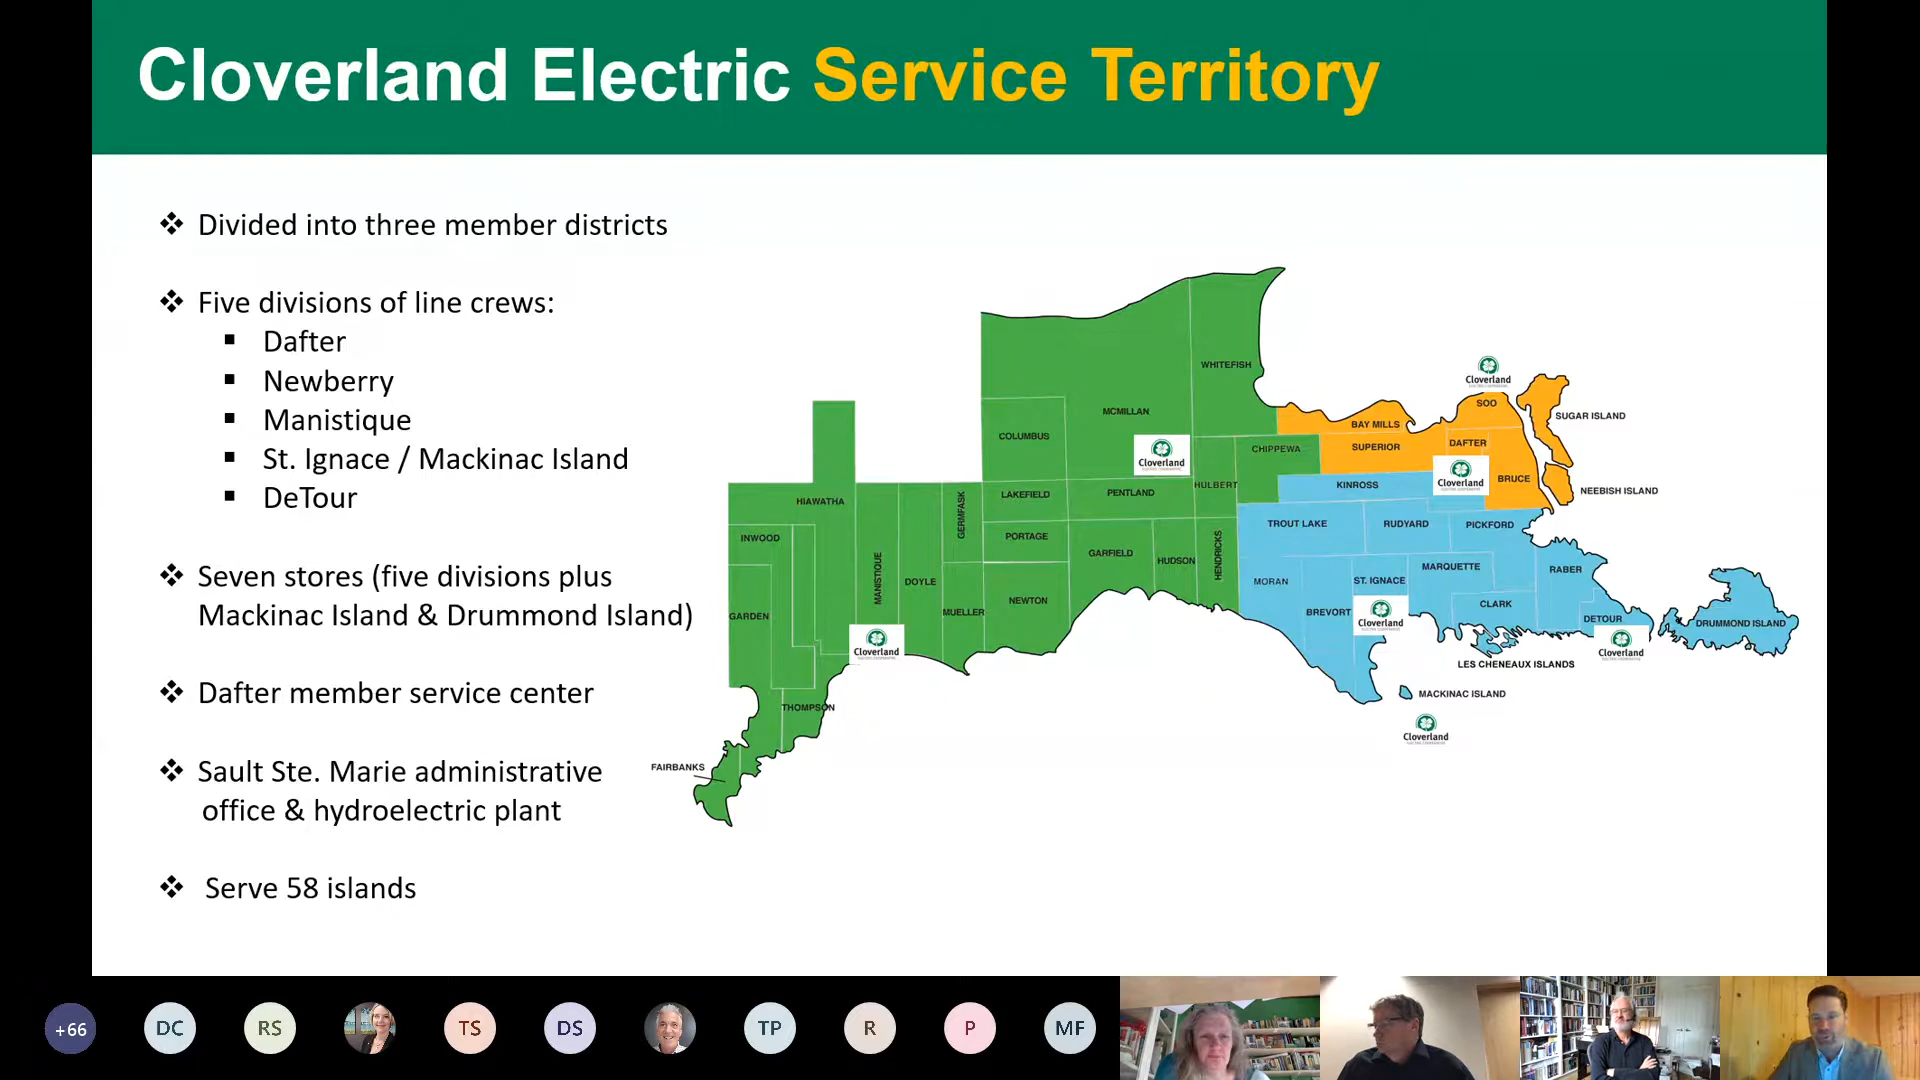 Cloverland Electric Service Territory
❖ Divided into three member districts
❖ Five divisions of line crews:
▪ Dafter
▪ Newberry
▪ Manistique
▪ St. Ignace / Mackinac Island
▪ DeTour
❖ Seven stores (five divisions plus
Mackinac Island & Drummond Island)
❖ Dafter member service center
❖ Sault Ste. Marie administrative
office & hydroelectric plant
❖ Serve 58 islands
WHITEFISH
MCMILLAN
COLUMBUS
Cloverland
CHIPPEWA
HULBERT
LAKEFIELD
PENTLAND
HIAWATHA
GERMFASK
PORTAGE
INWOOD
GARFIELD
HUDSON
HENDRICKS
MANISTIQUE
DOYLE
MUELLER
NEWTON
GARDEN
Cloverland
THOMPSON
FAIRBANKS
Cloverland
SOO
SUGAR ISLAND
BAY MILLS
SUPERIOR
DAFTER
Cloverland
BRUCE
NEEBISH ISLAND
KINROSS
TROUT LAKE
RUDYARD
PICKFORD
MORAN
ST. IGNACE
MARQUETTE
RABER
BREVORT
CLARK
DETOUR
DRUMMOND ISLAND
Cloverland
Cloverland
LES CHENEAUX ISLANDS
MACKINAC ISLAND
Cloverland
+66
DC
RS
TS
DS
TP
R
P
MF